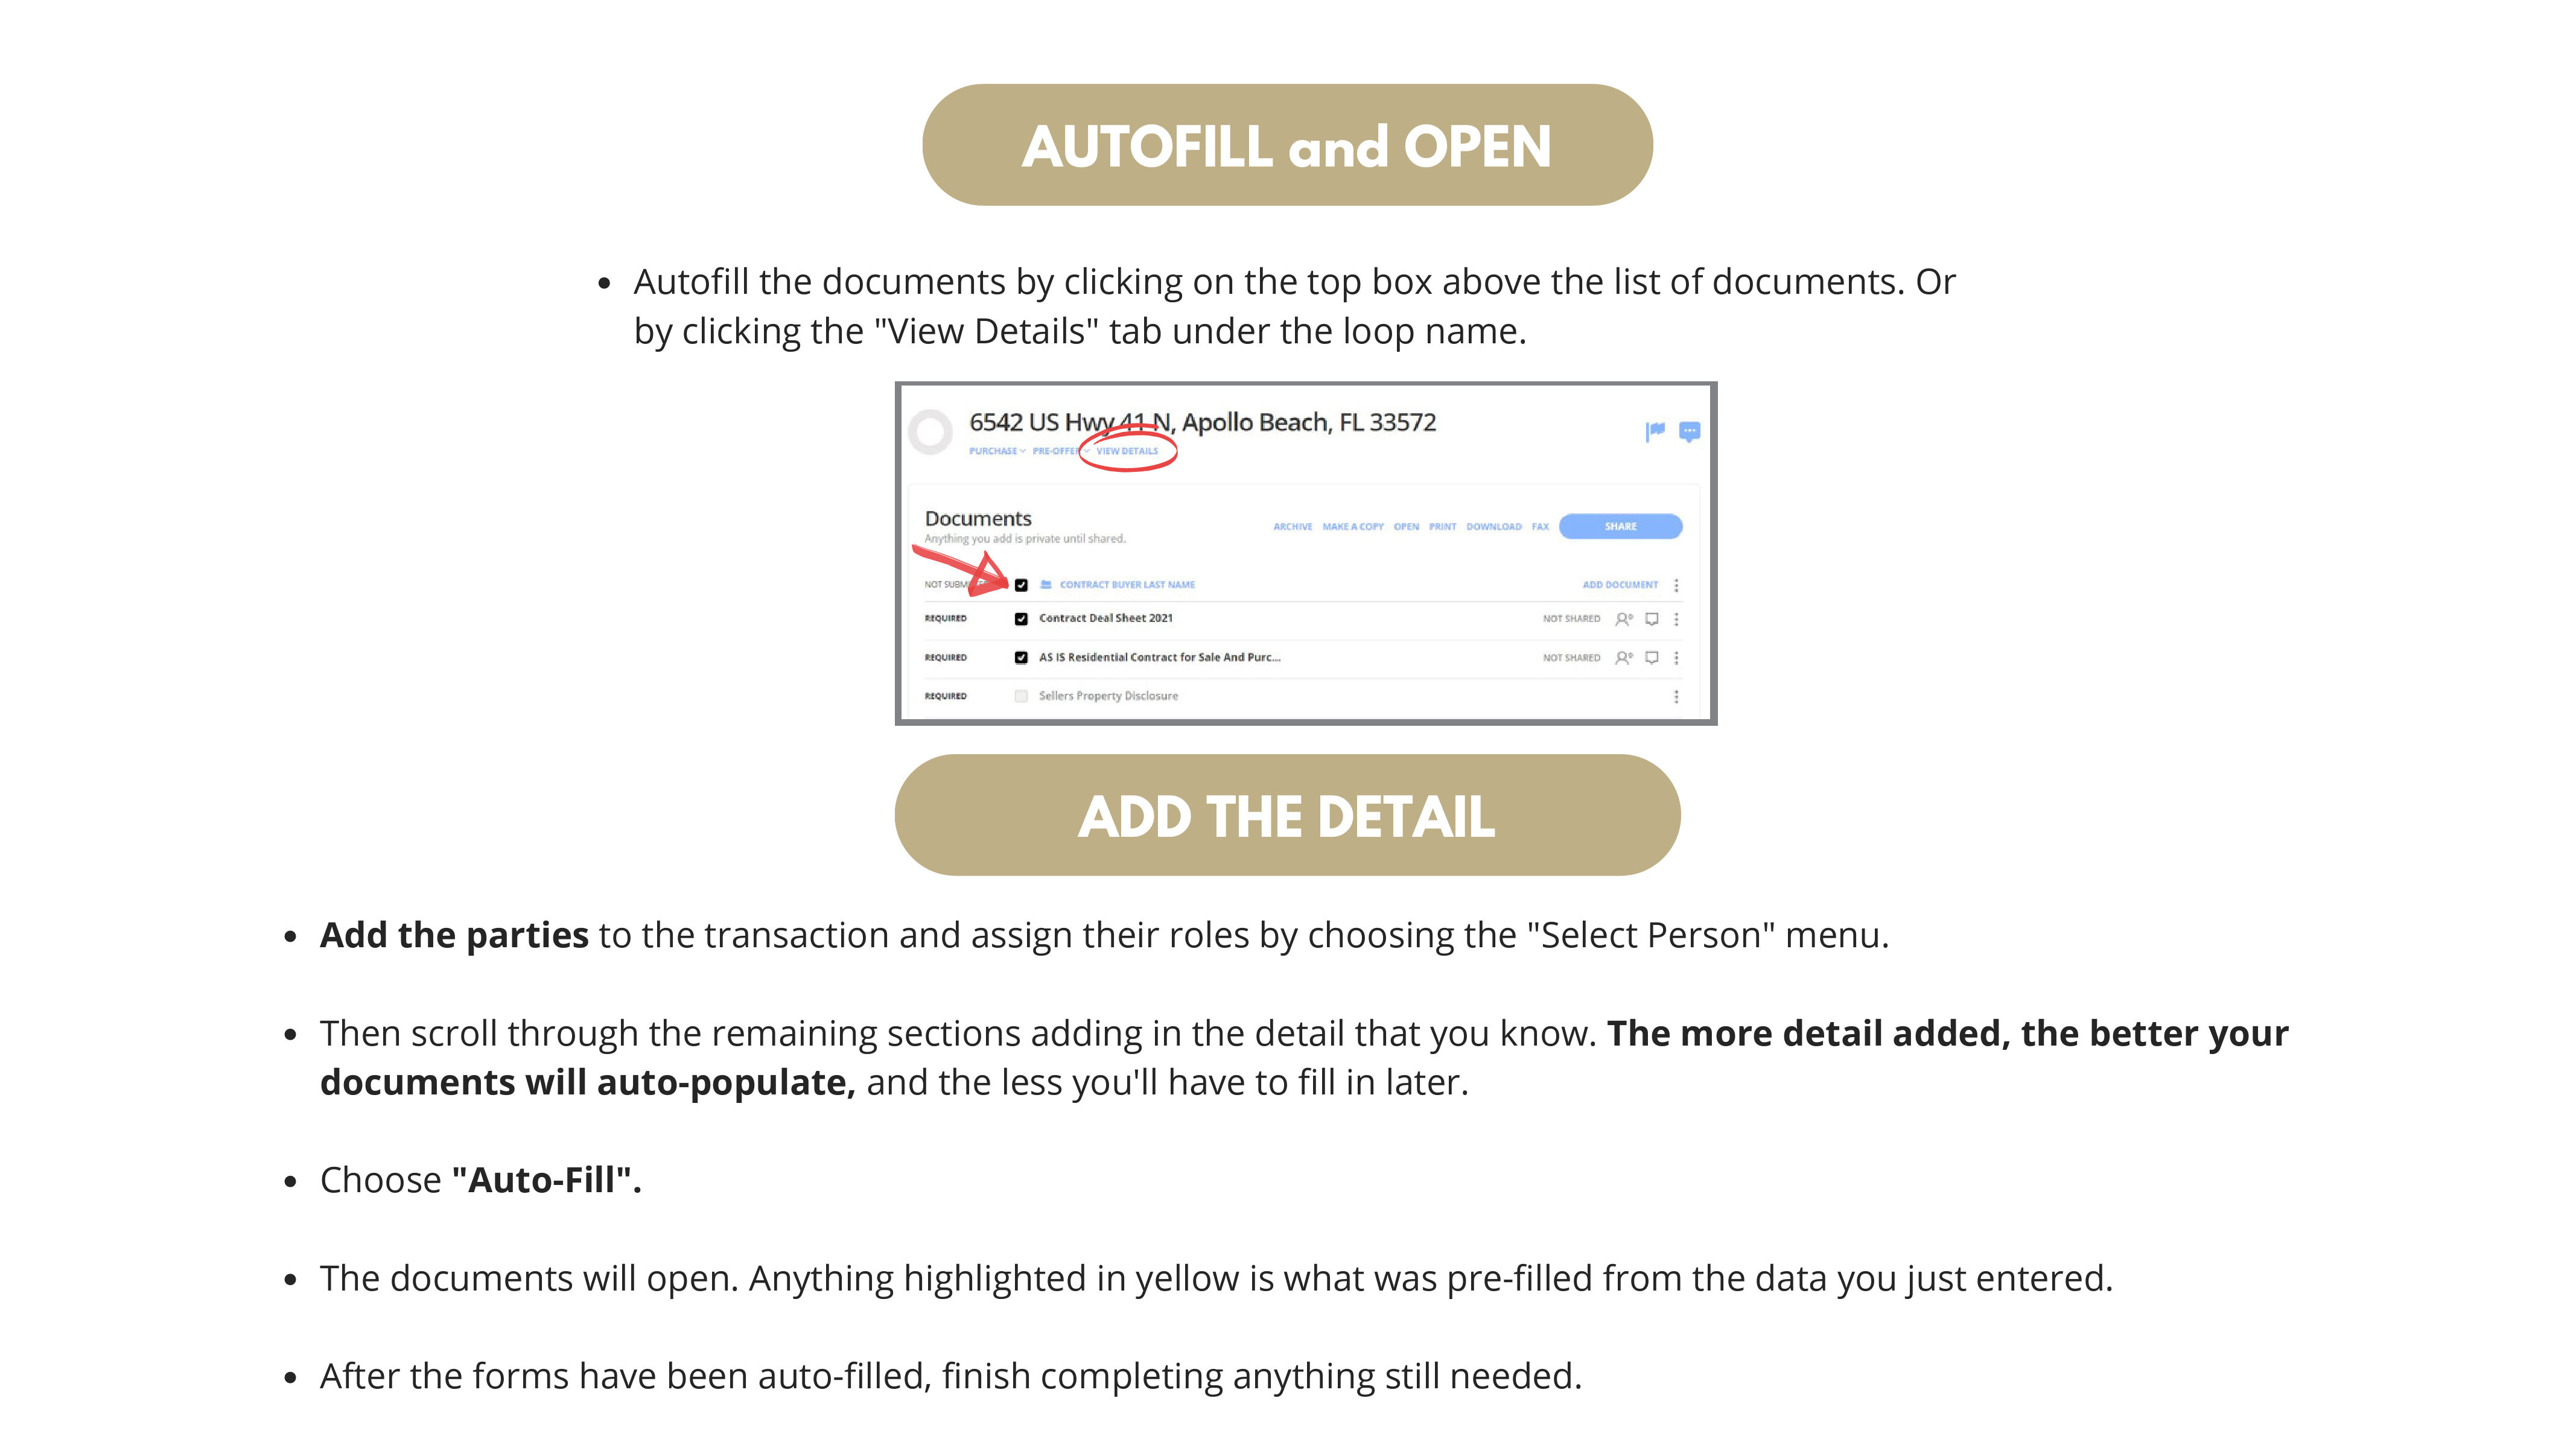 AUTOFILL and OPEN
• Autofill the documents by clicking on the top box above the list of documents. Or
by clicking the "View Details" tab under the loop name.
6542 US Hwy 41 N, Apollo Beach, FL 33572
PURCHASE PRE-OFFER VIEW DETAILS
Documents
Anything you add is private until shared.
ARCHIVE MAKE A COPY OPEN PRINT DOWNLOAD FAX SHARE
NOT CONTRACT BUYER LAST NAME ADD DOCUMENT
REQUIRED Contract Deal Sheet 2021 NOT SHARED
REQUIRED AS IS Residential Contract for Sale And Purc... NOT SHARED
REQUIRED Sellers Property Disclosure
ADD THE DETAIL
• Add the parties to the transaction and assign their roles by choosing the "Select Person" menu.
• Then scroll through the remaining sections adding in the detail that you know. The more detail added, the better your
documents will auto-populate, and the less you'll have to fill in later.
• Choose "Auto-Fill".
• The documents will open. Anything highlighted in yellow is what was pre-filled from the data you just entered.
• After the forms have been auto-filled, finish completing anything still needed.